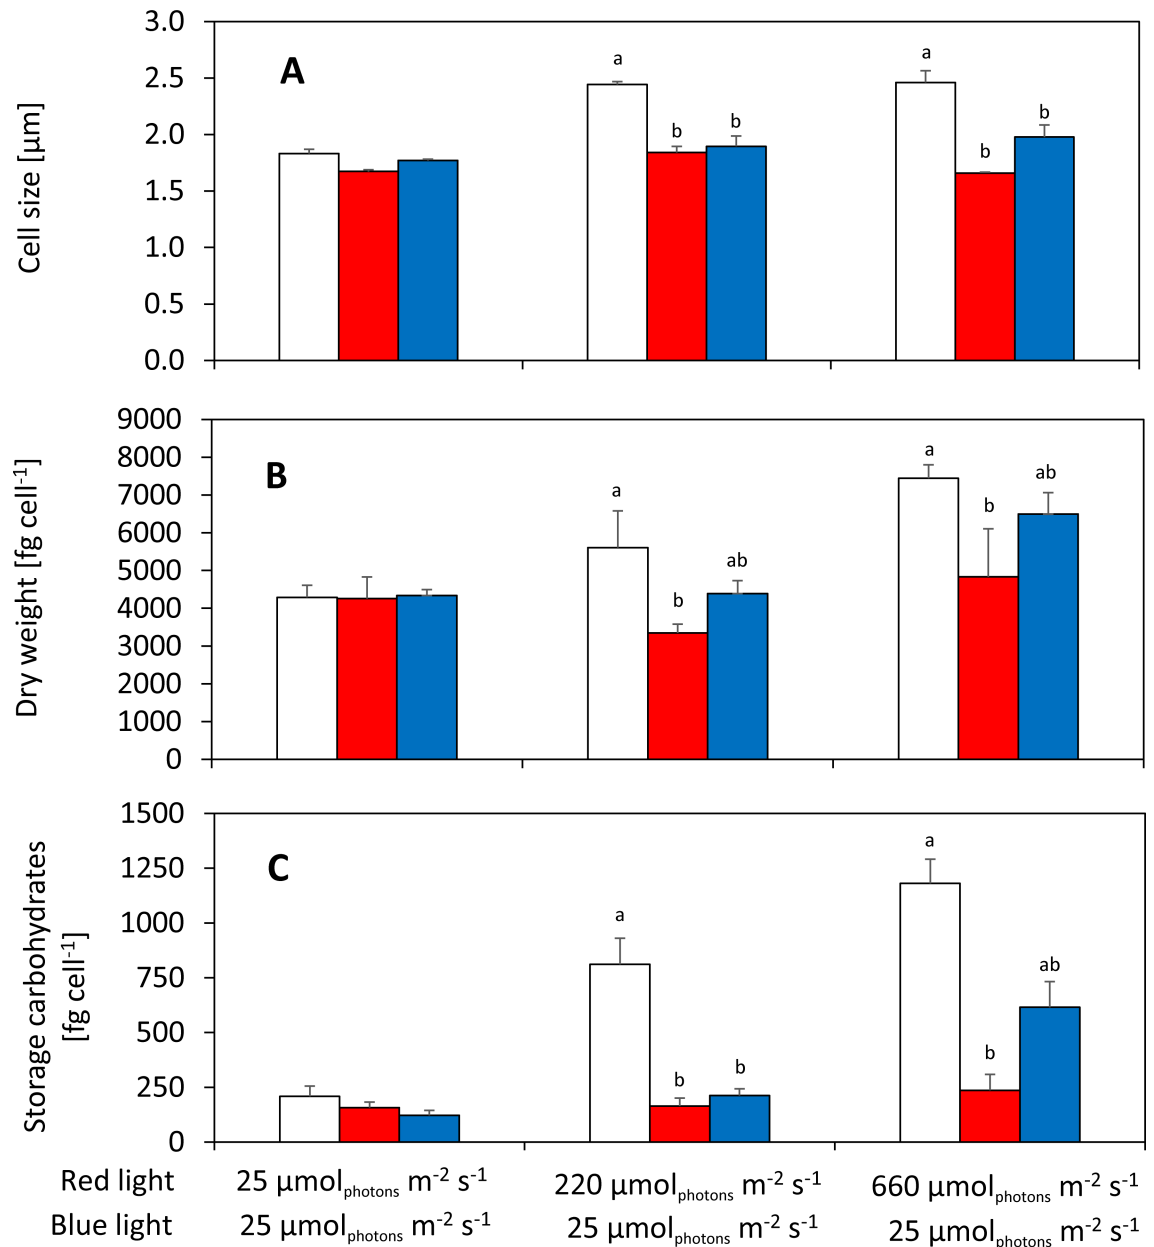 3.0
2.5
2.0
1.5
1.0
0.5
0.0
Cell size [µm]
A
a
b
b
a
b
b
9000
8000
7000
6000
5000
4000
3000
2000
1000
0
Dry weight [fg cell-1]
B
a
b
ab
a
b
ab
1500
1250
1000
750
500
250
0
Storage carbohydrates
[fg cell-1]
C
a
b
b
a
b
ab
Red light 25 µmolphotons m-2 s-1 220 µmolphotons m-2 s-1 660 µmolphotons m-2 s-1
Blue light 25 µmolphotons m-2 s-1 25 µmolphotons m-2 s-1 25 µmolphotons m-2 s-1